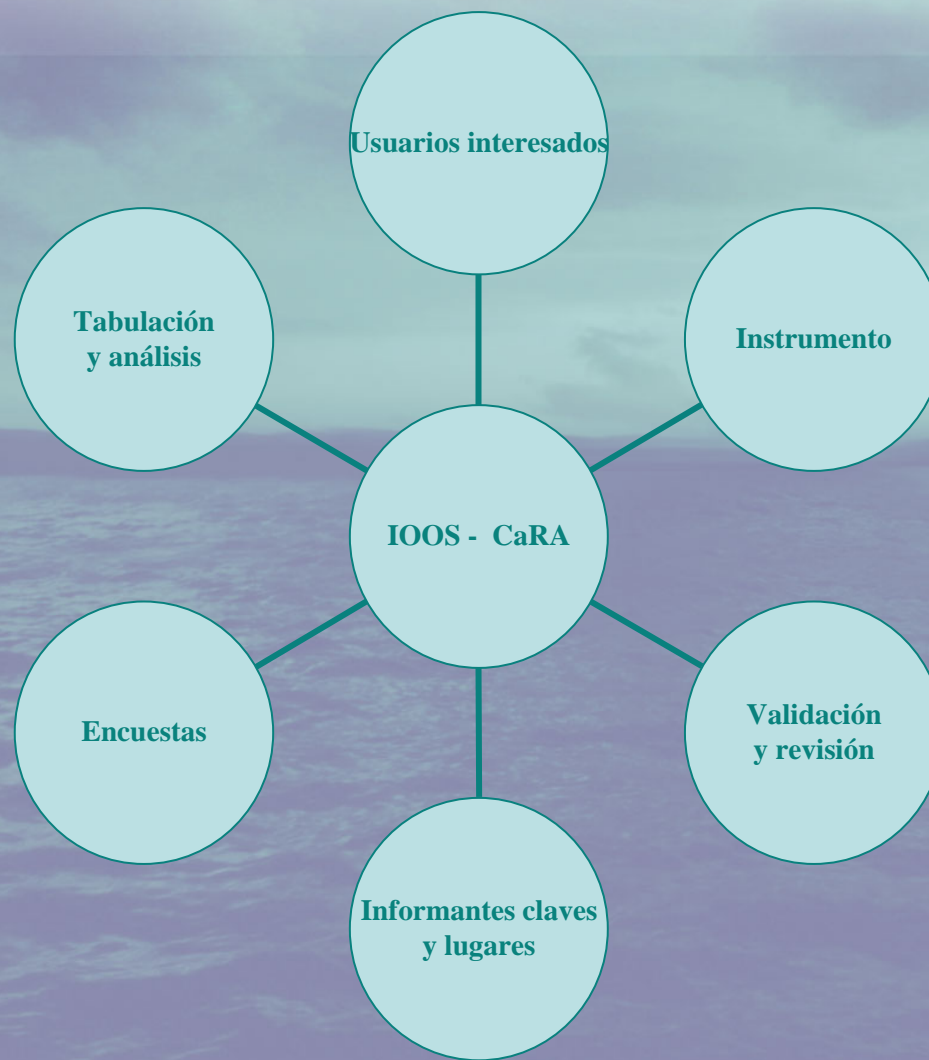 Usuarios interesados
Tabulación
y análisis
Instrumento
IOOS - CaRA
Encuestas
Validación
y revisión
Informantes claves
y lugares